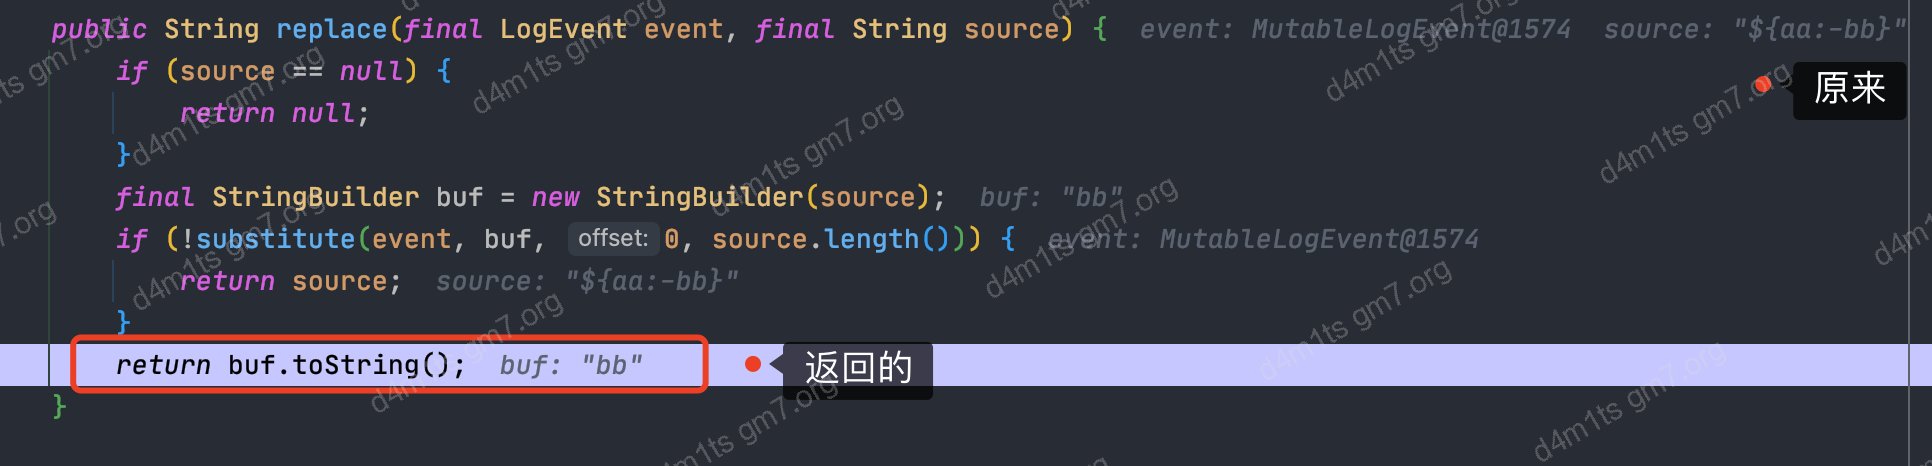 public String replace(final LogEvent event, final String source) { event: MutableLogEvent@1574 source: "${aa:-bb}"
if (source == null) {
原来
return null;
}
final StringBuilder buf = new StringBuilder(source); buf: "bb"
if (!substitute(event, buf, offset: 0, source.length())) { event: MutableLogEvent@1574
return source; source: "${aa:-bb}"
}
return buf.toString(); buf: "bb"
返回的
}
d4m1ts gm7.org